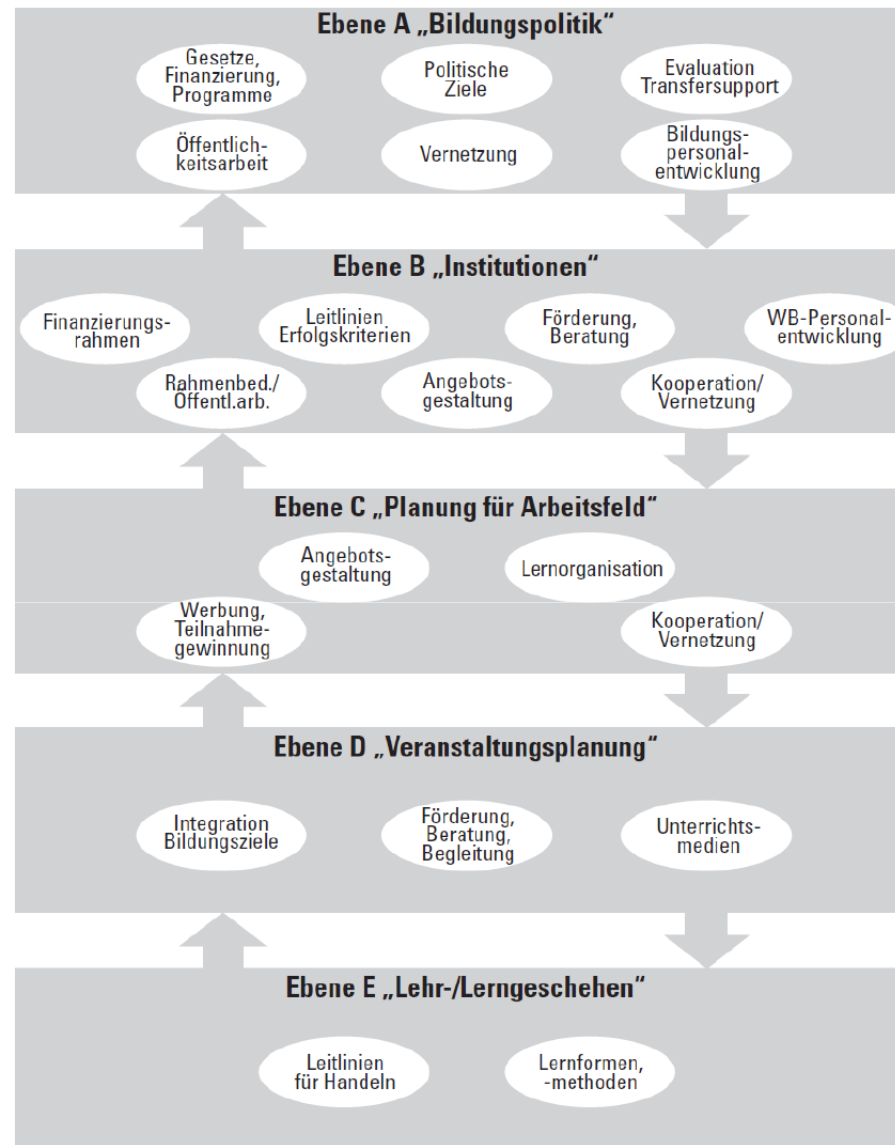 Ebene A „Bildungspolitik“
Gesetze,
Finanzierung,
Programme
Politische
Ziele
Evaluation
Transfersupport
Öffentlich-
keitsarbeit
Vernetzung
Bildungs-
personal-
entwicklung
Ebene B „Institutionen“
Finanzierungs-
rahmen
Leitlinien
Erfolgskriterien
Förderung,
Beratung
WB-Personal-
entwicklung
Rahmenbed./
Öffentl.arb.
Angebots-
gestaltung
Kooperation/
Vernetzung
Ebene C „Planung für Arbeitsfeld“
Angebots-
gestaltung
Lernorganisation
Werbung,
Teilnahme-
gewinnung
Kooperation/
Vernetzung
Ebene D „Veranstaltungsplanung“
Integration
Bildungsziele
Förderung,
Beratung,
Begleitung
Unterrichts-
medien
Ebene E „Lehr-/Lerngeschehen“
Leitlinien
für Handeln
Lernformen,
-methoden